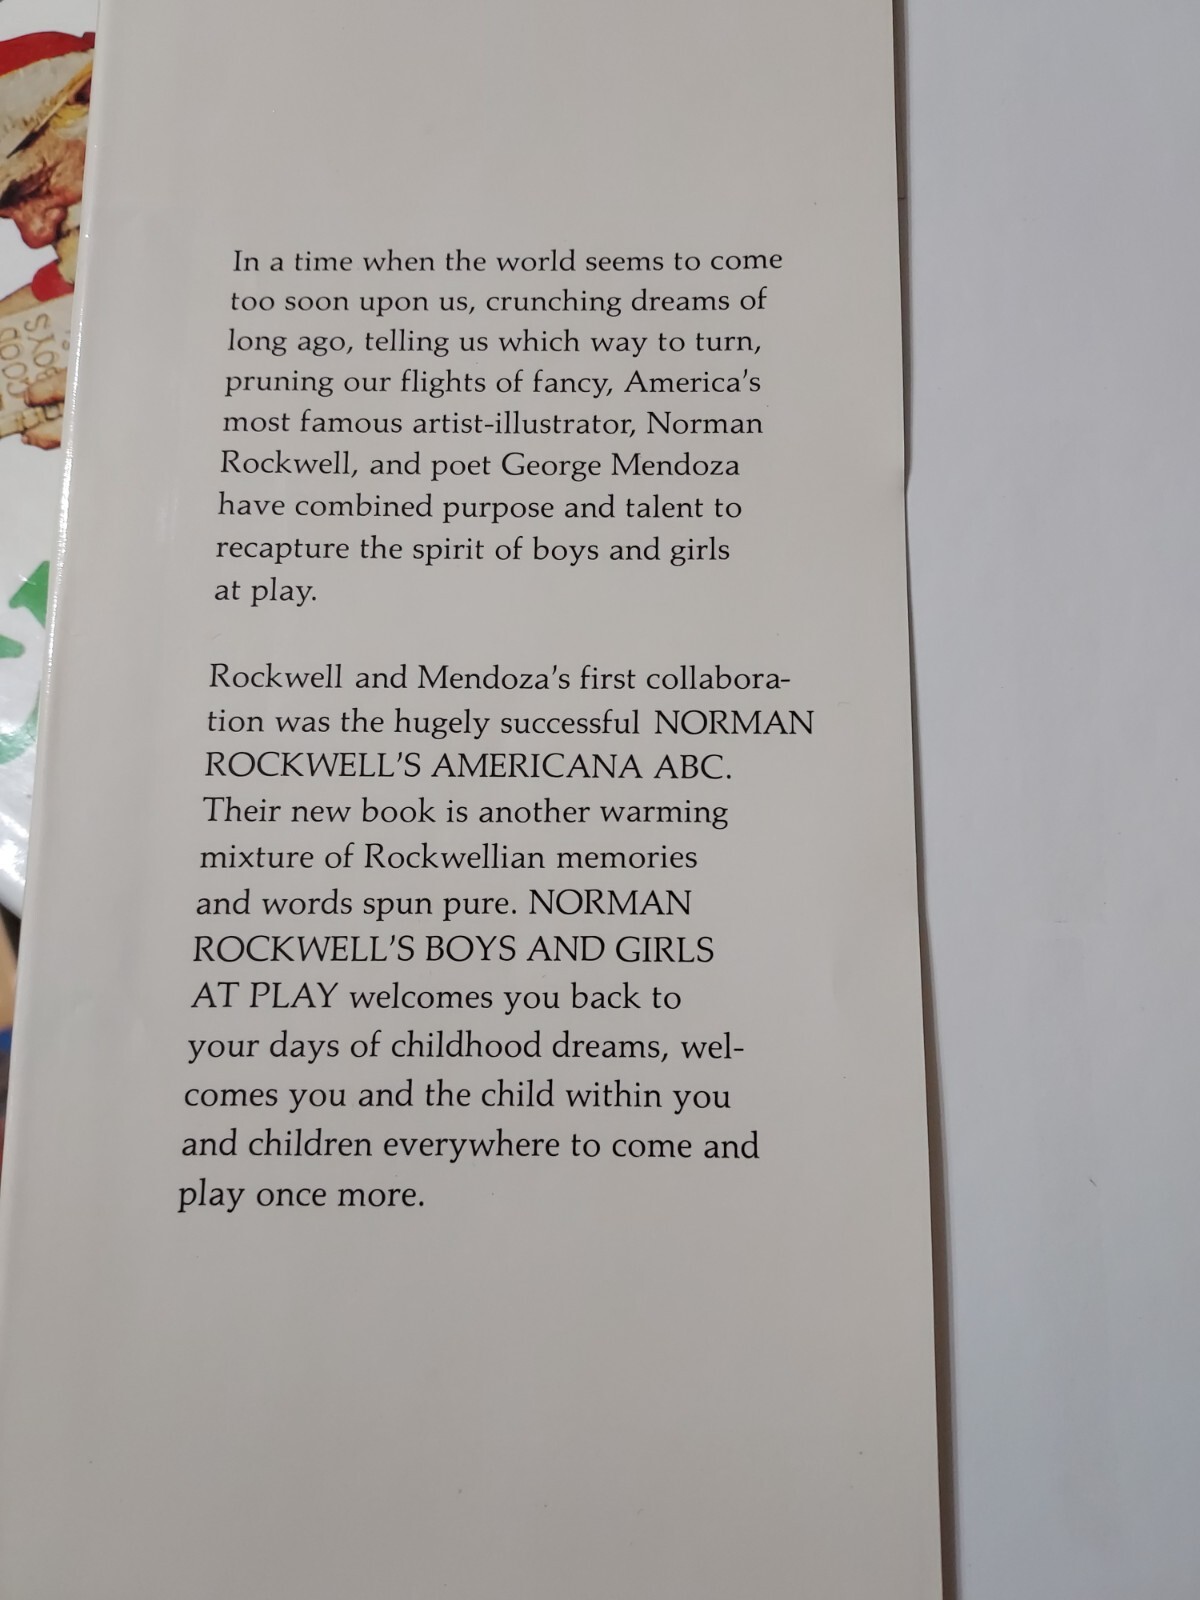 In a time when the world seems to come
too soon upon us, crunching dreams of
long ago, telling us which way to turn,
pruning our flights of fancy, America's
most famous artist-illustrator, Norman
Rockwell, and poet George Mendoza
have combined purpose and talent to
recapture the spirit of boys and girls
at play.
Rockwell and Mendoza's first collabora-
tion was the hugely successful NORMAN
ROCKWELL'S AMERICANA ABC.
Their new book is another warming
mixture of Rockwellian memories
and words spun pure. NORMAN
ROCKWELL'S BOYS AND GIRLS
AT PLAY welcomes you back to
your days of childhood dreams, wel-
comes you and the child within you
and children everywhere to come and
play once more.
GOOD
BOYS